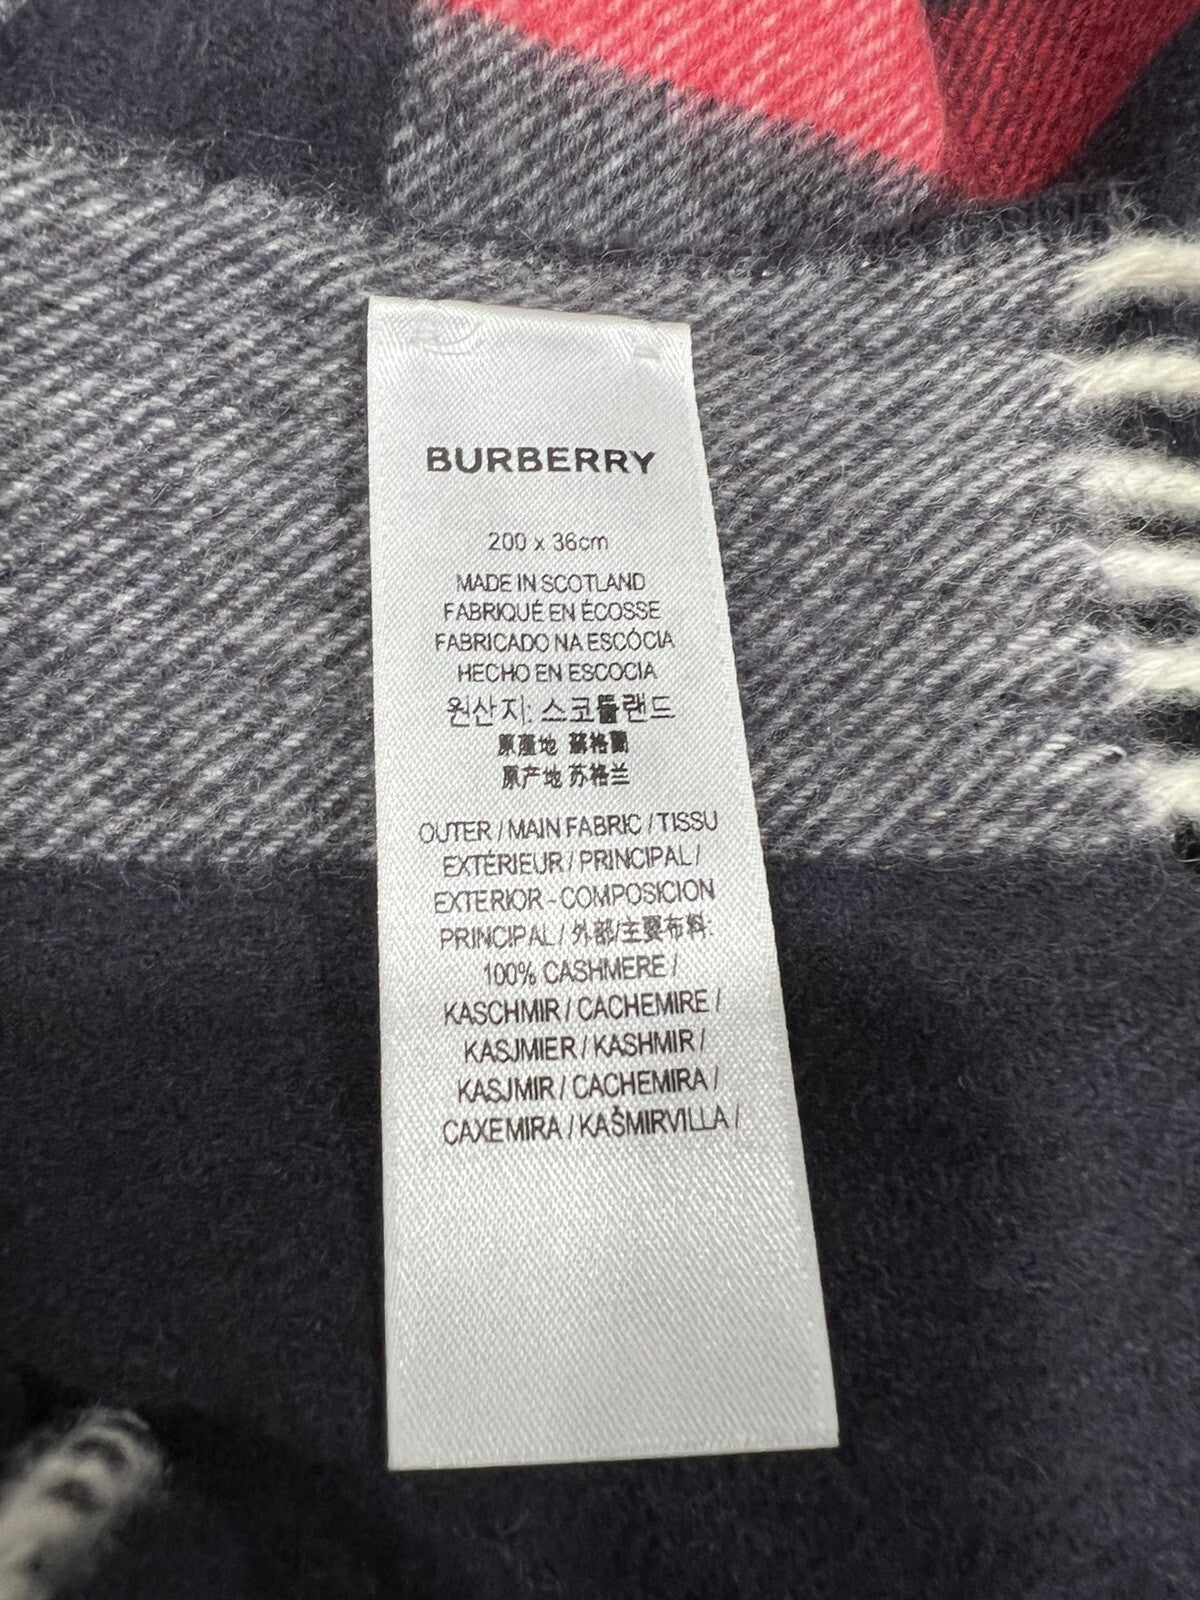 BURBERRY
200 x 36cm
MADE IN SCOTLAND
FABRIQUÉ EN ÉCOSSE
FABRICADO NA ESCÓCIA
HECHO EN ESCOCIA
원산지: 스코틀랜드
原産地 蘇格蘭
原产地 苏格兰
OUTER / MAIN FABRIC / TISSU
EXTÉRIEUR / PRINCIPAL /
EXTERIOR - COMPOSICION
PRINCIPAL / 外部/主要布料:
100% CASHMERE /
KASCHMIR / CACHEMIRE /
KASJMIER / KASHMIR /
KASJMIR / CACHEMIRA /
CAXEMIRA / KAŠMIRVILLA /